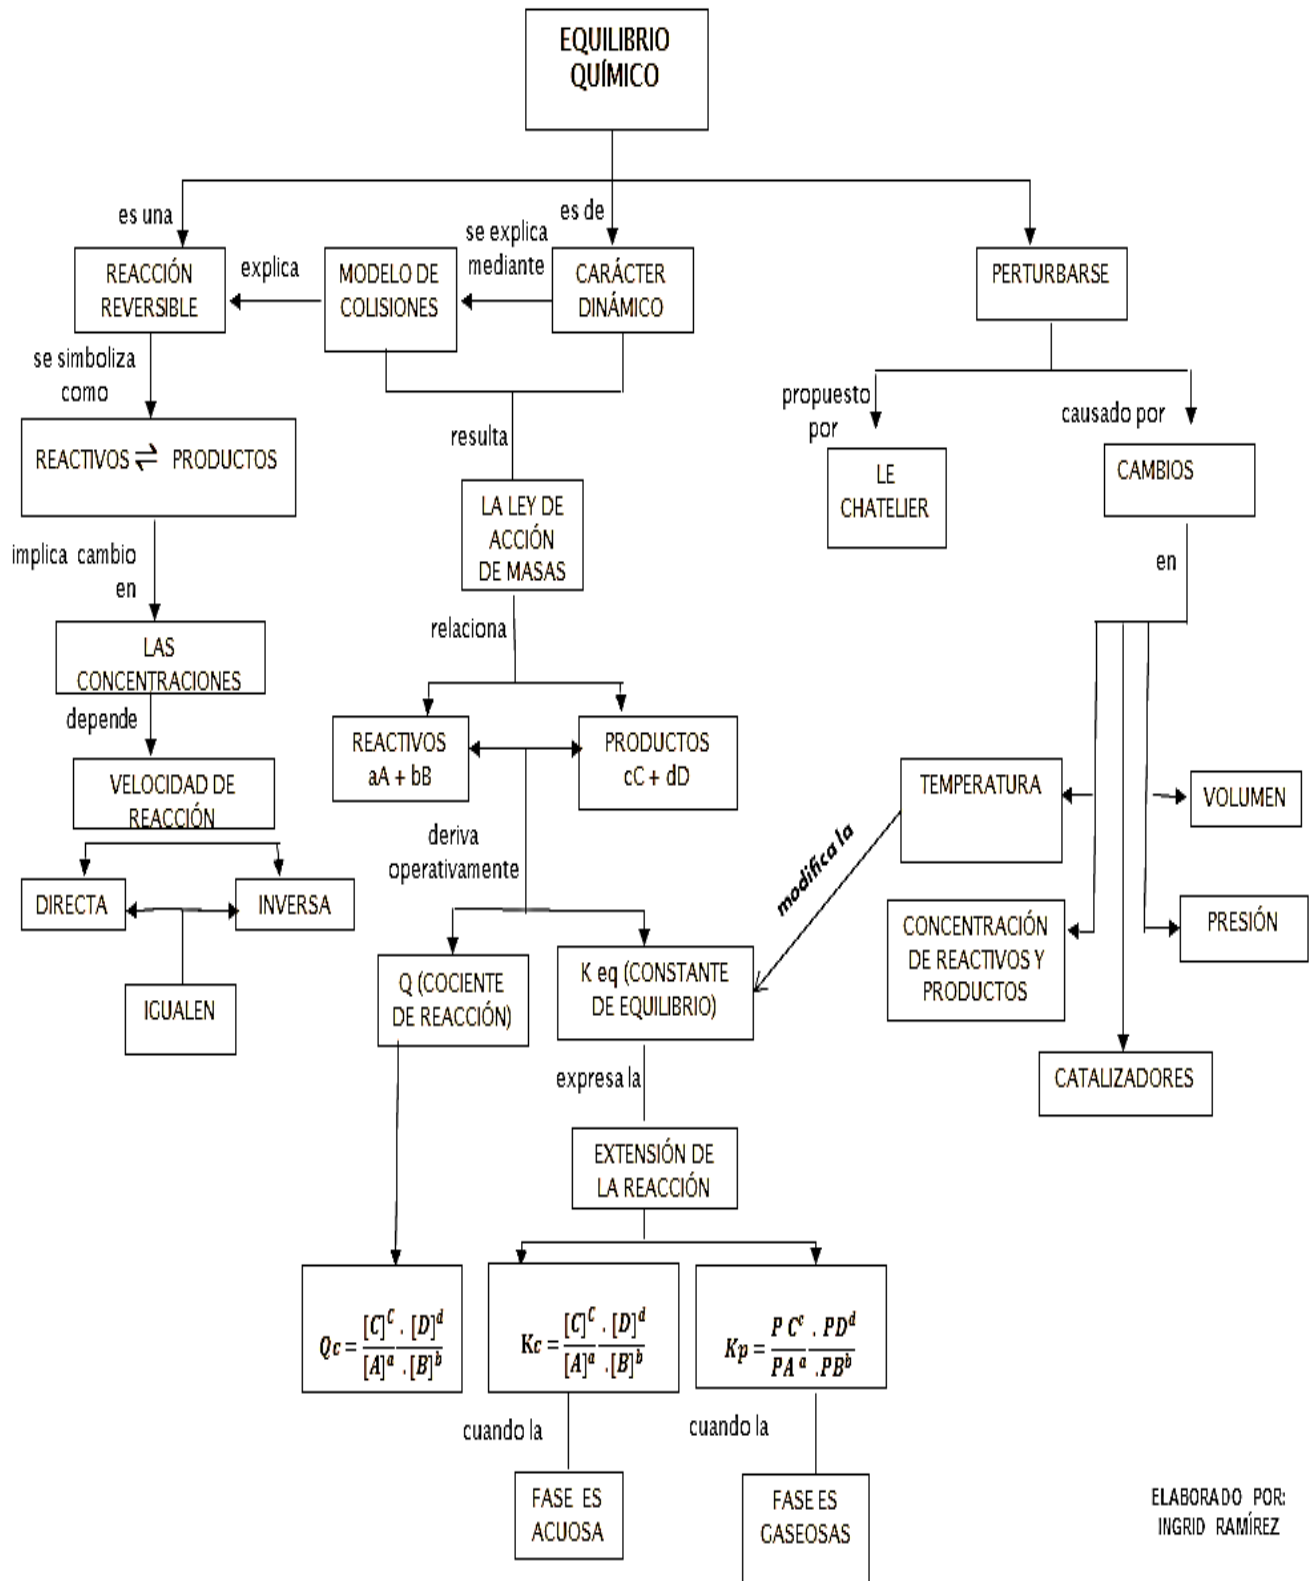 EQUILIBRIO
QUÍMICO
es una
es de
se explica
mediante
explica
REACCIÓN
REVERSIBLE
MODELO DE
COLISIONES
CARÁCTER
DINÁMICO
PERTURBARSE
se simboliza
como
REACTIVOS ⇌ PRODUCTOS
implica cambio
en
LAS
CONCENTRACIONES
depende
VELOCIDAD DE
REACCIÓN
DIRECTA
INVERSA
IGUALEN
resulta
LA LEY DE
ACCIÓN
DE MASAS
relaciona
REACTIVOS
aA + bB
PRODUCTOS
cC + dD
deriva
operativamente
Q (COCIENTE
DE REACCIÓN)
K eq (CONSTANTE
DE EQUILIBRIO)
expresa la
EXTENSIÓN DE
LA REACCIÓN
Qc = [C]^C . [D]^d / [A]^a . [B]^b
Kc = [C]^C . [D]^d / [A]^a . [B]^b
Kp = P C^c . PD^d / PA^a . PB^b
cuando la
cuando la
FASE ES
ACUOSA
FASE ES
GASEOSAS
propuesto
por
causado por
LE
CHATELIER
CAMBIOS
en
TEMPERATURA
VOLUMEN
modifica la
CONCENTRACIÓN
DE REACTIVOS Y
PRODUCTOS
PRESIÓN
CATALIZADORES
ELABORADO POR:
INGRID RAMÍREZ